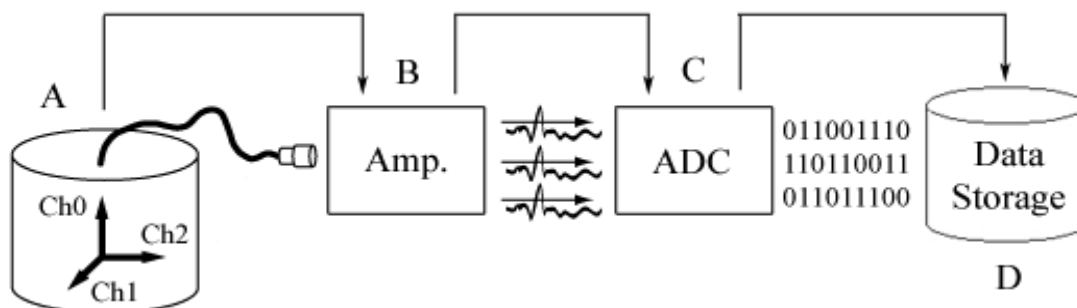 A
Ch0
Ch2
Ch1
B
Amp.
C
ADC
011001110
110110011
011011100
Data
Storage
D